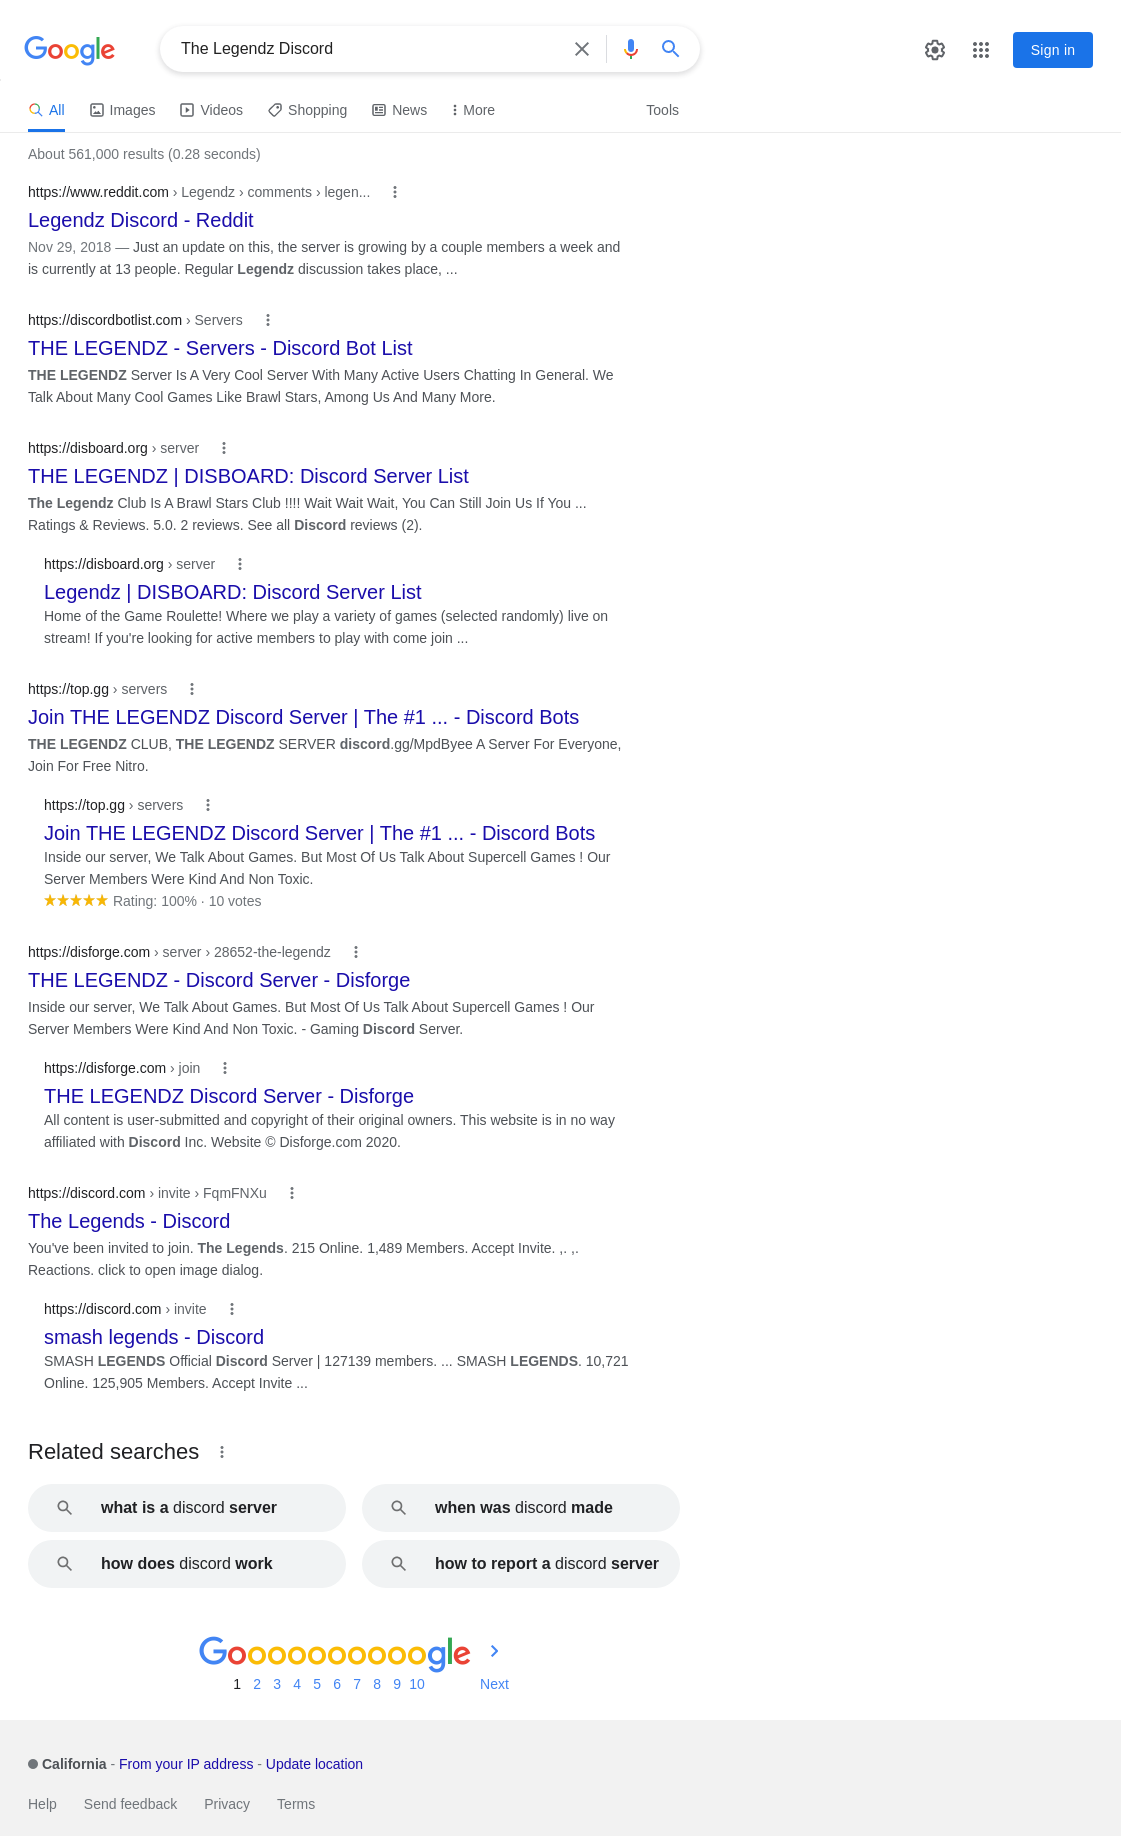 Google
The Legendz Discord
Sign in
All Images Videos Shopping News More Tools
About 561,000 results (0.28 seconds)
https://www.reddit.com › Legendz › comments › legen...
Legendz Discord - Reddit
Nov 29, 2018 — Just an update on this, the server is growing by a couple members a week and
is currently at 13 people. Regular Legendz discussion takes place, ...
https://discordbotlist.com › Servers
THE LEGENDZ - Servers - Discord Bot List
THE LEGENDZ Server Is A Very Cool Server With Many Active Users Chatting In General. We
Talk About Many Cool Games Like Brawl Stars, Among Us And Many More.
https://disboard.org › server
THE LEGENDZ | DISBOARD: Discord Server List
The Legendz Club Is A Brawl Stars Club !!!! Wait Wait Wait, You Can Still Join Us If You ...
Ratings & Reviews. 5.0. 2 reviews. See all Discord reviews (2).
https://disboard.org › server
Legendz | DISBOARD: Discord Server List
Home of the Game Roulette! Where we play a variety of games (selected randomly) live on
stream! If you're looking for active members to play with come join ...
https://top.gg › servers
Join THE LEGENDZ Discord Server | The #1 ... - Discord Bots
THE LEGENDZ CLUB, THE LEGENDZ SERVER discord.gg/MpdByee A Server For Everyone,
Join For Free Nitro.
https://top.gg › servers
Join THE LEGENDZ Discord Server | The #1 ... - Discord Bots
Inside our server, We Talk About Games. But Most Of Us Talk About Supercell Games ! Our
Server Members Were Kind And Non Toxic.
Rating: 100% · 10 votes
https://disforge.com › server › 28652-the-legendz
THE LEGENDZ - Discord Server - Disforge
Inside our server, We Talk About Games. But Most Of Us Talk About Supercell Games ! Our
Server Members Were Kind And Non Toxic. - Gaming Discord Server.
https://disforge.com › join
THE LEGENDZ Discord Server - Disforge
All content is user-submitted and copyright of their original owners. This website is in no way
affiliated with Discord Inc. Website © Disforge.com 2020.
https://discord.com › invite › FqmFNXu
The Legends - Discord
You've been invited to join. The Legends. 215 Online. 1,489 Members. Accept Invite. ,. ,.
Reactions. click to open image dialog.
https://discord.com › invite
smash legends - Discord
SMASH LEGENDS Official Discord Server | 127139 members. ... SMASH LEGENDS. 10,721
Online. 125,905 Members. Accept Invite ...
Related searches
what is a discord server
when was discord made
how does discord work
how to report a discord server
Goooooooooogle
1 2 3 4 5 6 7 8 9 10 Next
California - From your IP address - Update location
Help Send feedback Privacy Terms